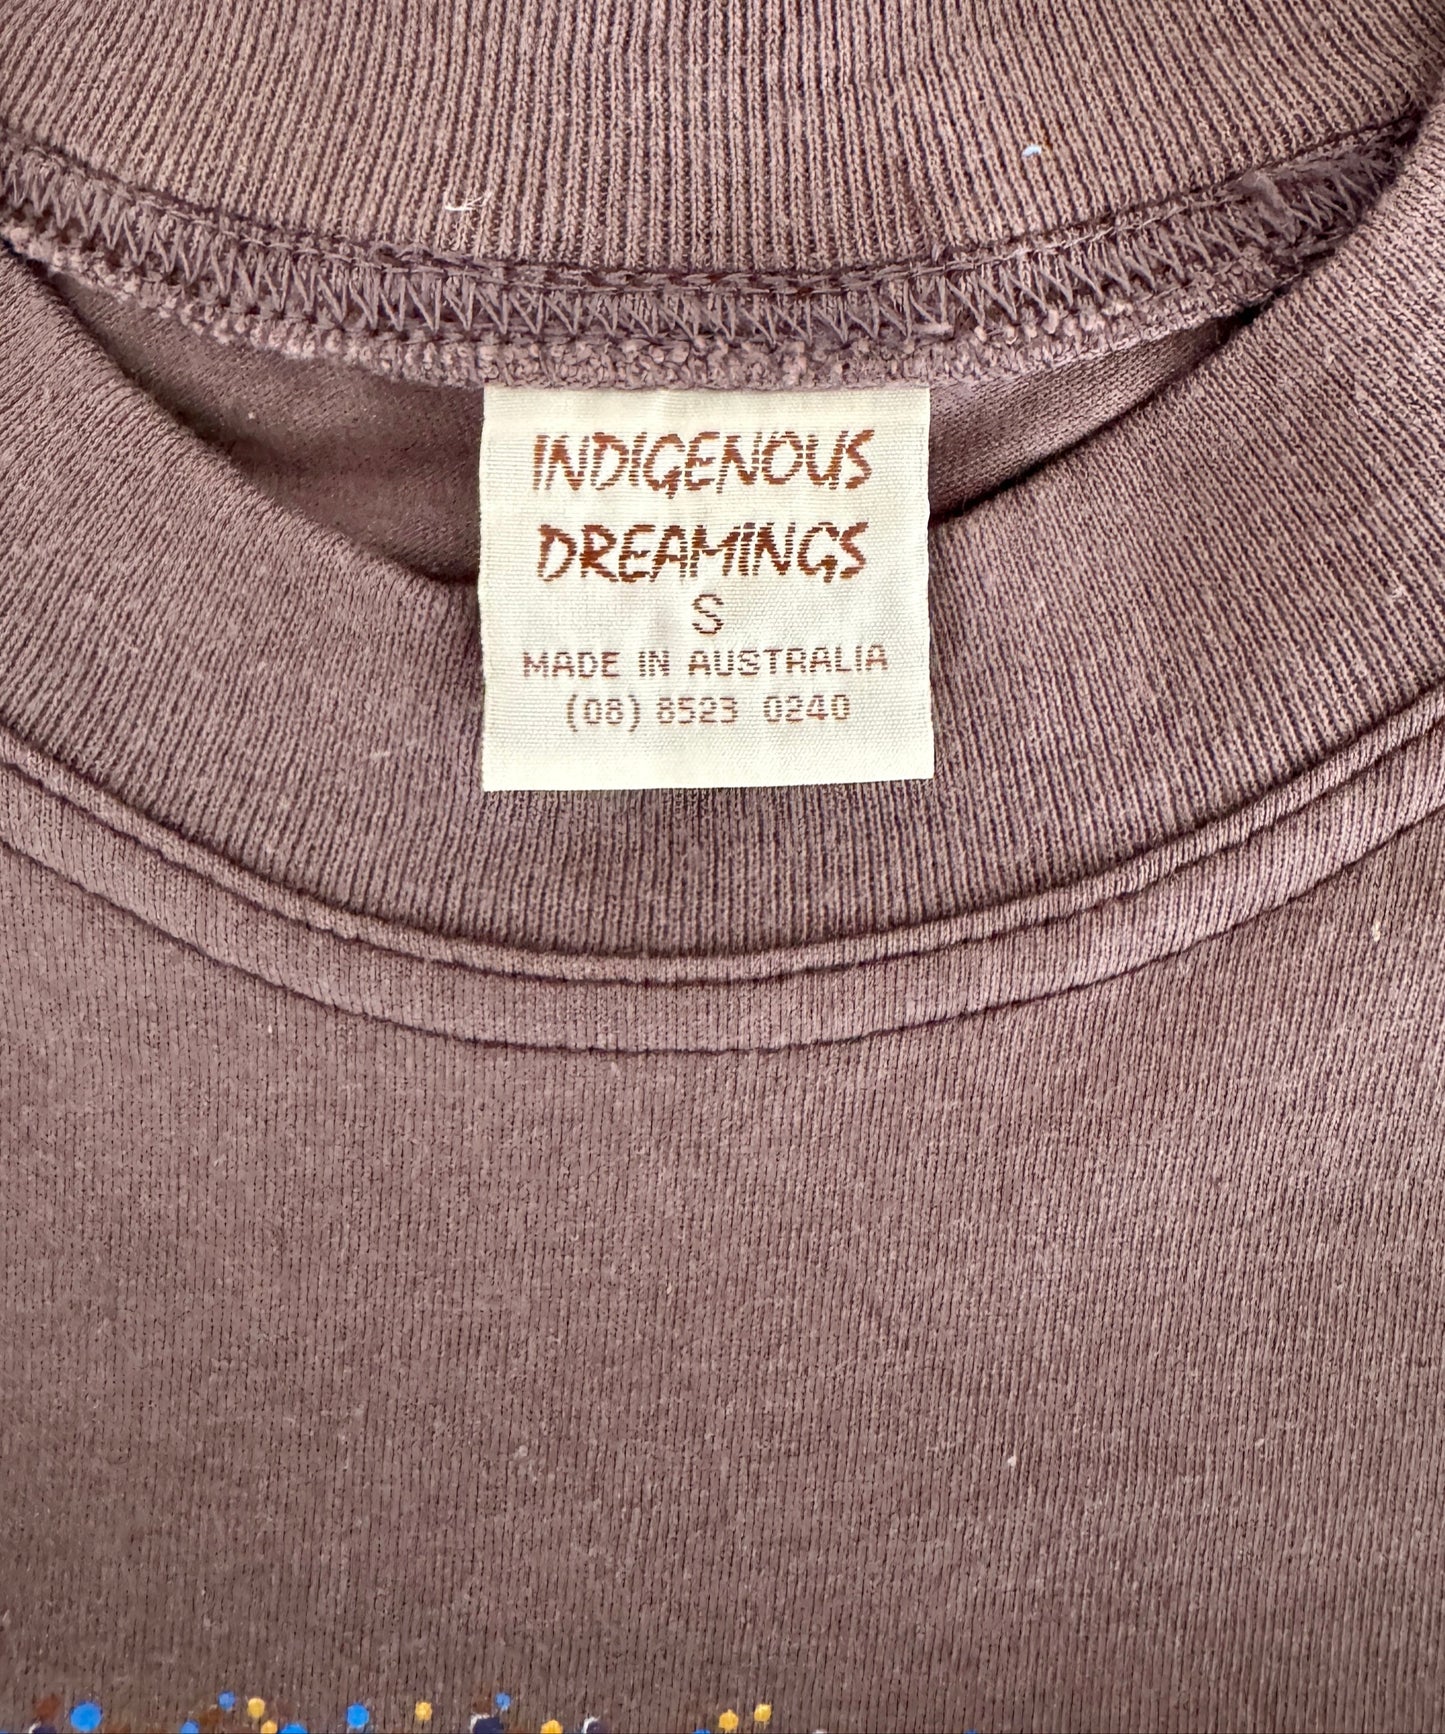 INDIGENOUS
DREAMINGS
S
MADE IN AUSTRALIA
(08) 8523 0240